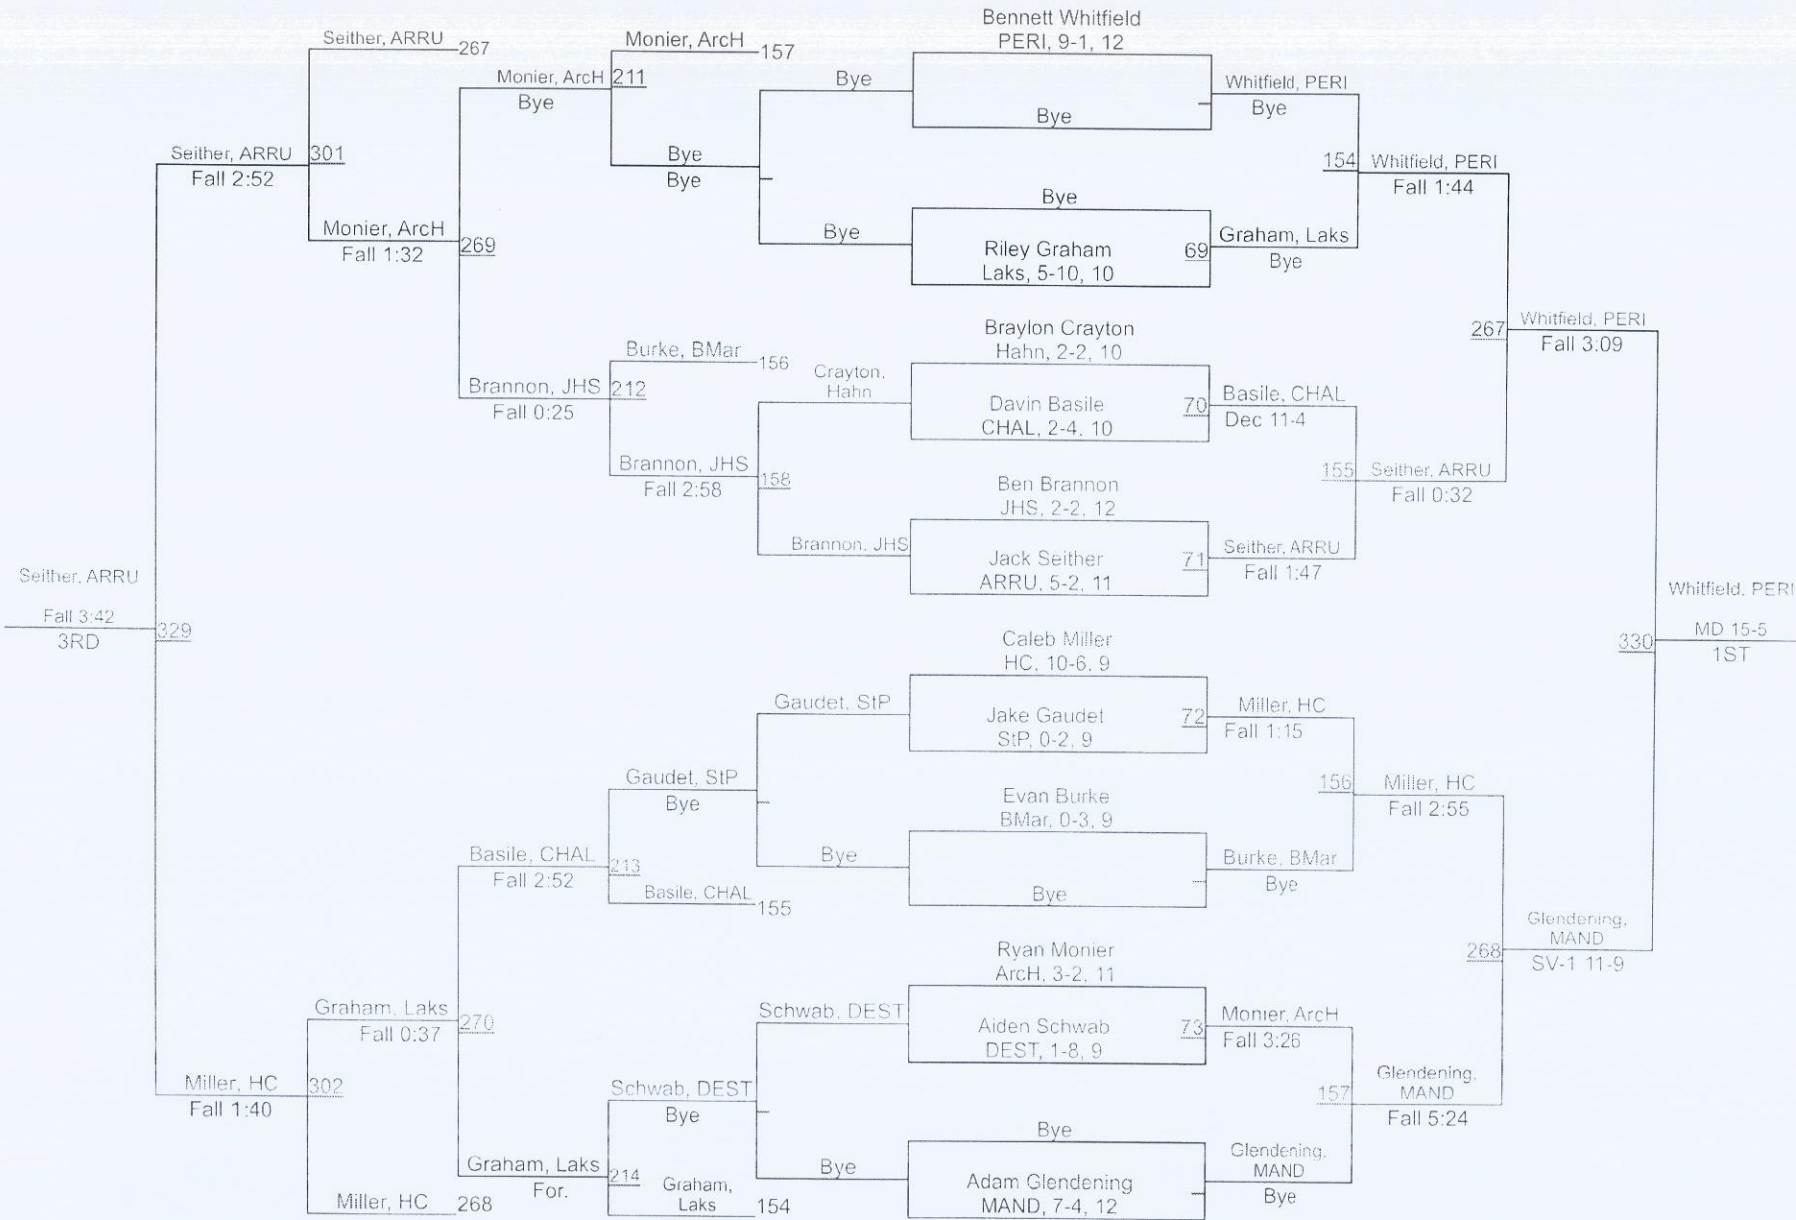 Bennett Whitfield
PERI, 9-1, 12
Bye
Bye
Riley Graham
Laks, 5-10, 10
69
Braylon Crayton
Hahn, 2-2, 10
Davin Basile
CHAL, 2-4, 10
70
Ben Brannon
JHS, 2-2, 12
Jack Seither
ARRU, 5-2, 11
71
Caleb Miller
HC, 10-6, 9
Jake Gaudet
StP, 0-2, 9
72
Evan Burke
BMar, 0-3, 9
Bye
Ryan Monier
ArcH, 3-2, 11
Aiden Schwab
DEST, 1-8, 9
73
Bye
Adam Glendening
MAND, 7-4, 12
Whitfield, PERI
Bye
154
Graham, Laks
Bye
Basile, CHAL
Dec 11-4
155
Seither, ARRU
Fall 1:47
Miller, HC
Fall 1:15
156
Burke, BMar
Bye
Monier, ArcH
Fall 3:26
157
Glendening,
MAND
Bye
Whitfield, PERI
Fall 1:44
267
Seither, ARRU
Fall 0:32
Miller, HC
Fall 2:55
268
Glendening,
MAND
Fall 5:24
Whitfield, PERI
Fall 3:09
330
Glendening,
MAND
SV-1 11-9
Whitfield, PERI
MD 15-5
1ST
Bye
Bye
Crayton,
Hahn
Brannon, JHS
Gaudet, StP
Bye
Schwab, DEST
Bye
Monier, ArcH
157
Bye
Bye
Burke, BMar
156
Brannon, JHS
Fall 2:58
158
Gaudet, StP
Bye
Basile, CHAL
155
Schwab, DEST
Bye
Graham,
Laks
154
Monier, ArcH
Bye
211
Brannon, JHS
Fall 0:25
212
Basile, CHAL
Fall 2:52
213
Graham, Laks
For.
214
Seither, ARRU
267
Monier, ArcH
Fall 1:32
269
Graham, Laks
Fall 0:37
270
Miller, HC
268
Seither, ARRU
Fall 2:52
301
Miller, HC
Fall 1:40
302
Seither, ARRU
Fall 3:42
3RD
329